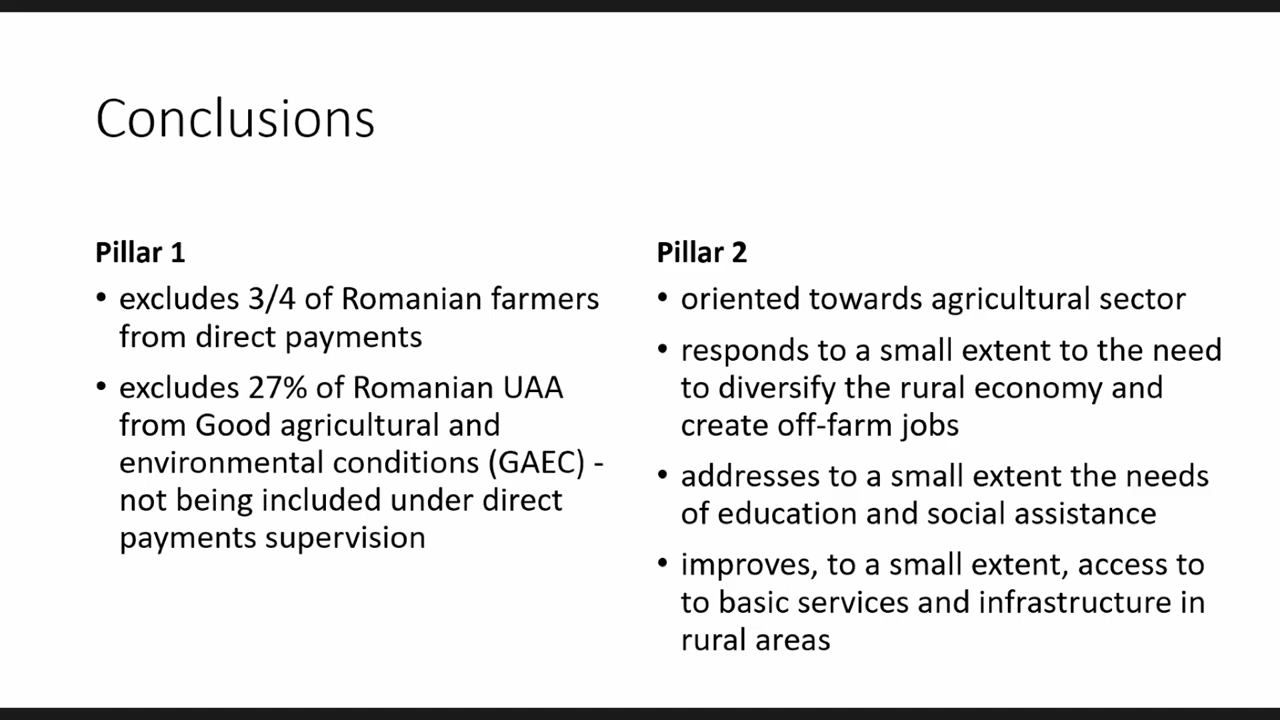 Conclusions
Pillar 1
• excludes 3/4 of Romanian farmers
from direct payments
• excludes 27% of Romanian UAA
from Good agricultural and
environmental conditions (GAEC) -
not being included under direct
payments supervision
Pillar 2
• oriented towards agricultural sector
• responds to a small extent to the need
to diversify the rural economy and
create off-farm jobs
• addresses to a small extent the needs
of education and social assistance
• improves, to a small extent, access to
to basic services and infrastructure in
rural areas